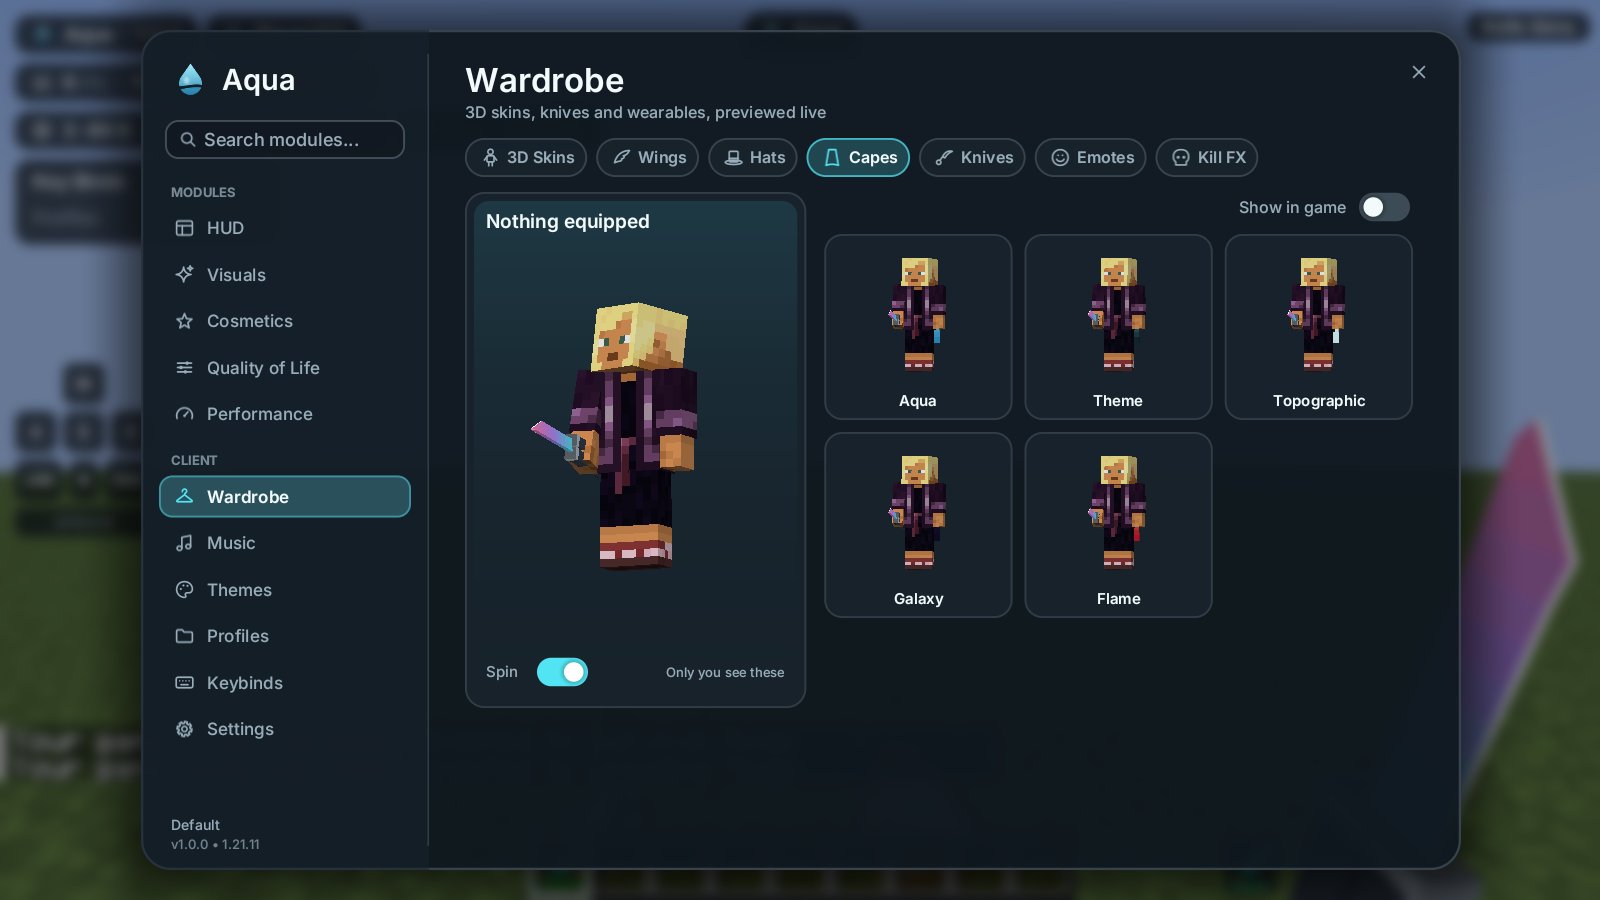 Aqua
Search modules...
MODULES
HUD
Visuals
Cosmetics
Quality of Life
Performance
CLIENT
Wardrobe
Music
Themes
Profiles
Keybinds
Settings
Default
v1.0.0 • 1.21.11
Wardrobe
3D skins, knives and wearables, previewed live
3D Skins
Wings
Hats
Capes
Knives
Emotes
Kill FX
Nothing equipped
Spin
Only you see these
Show in game
Aqua
Theme
Topographic
Galaxy
Flame